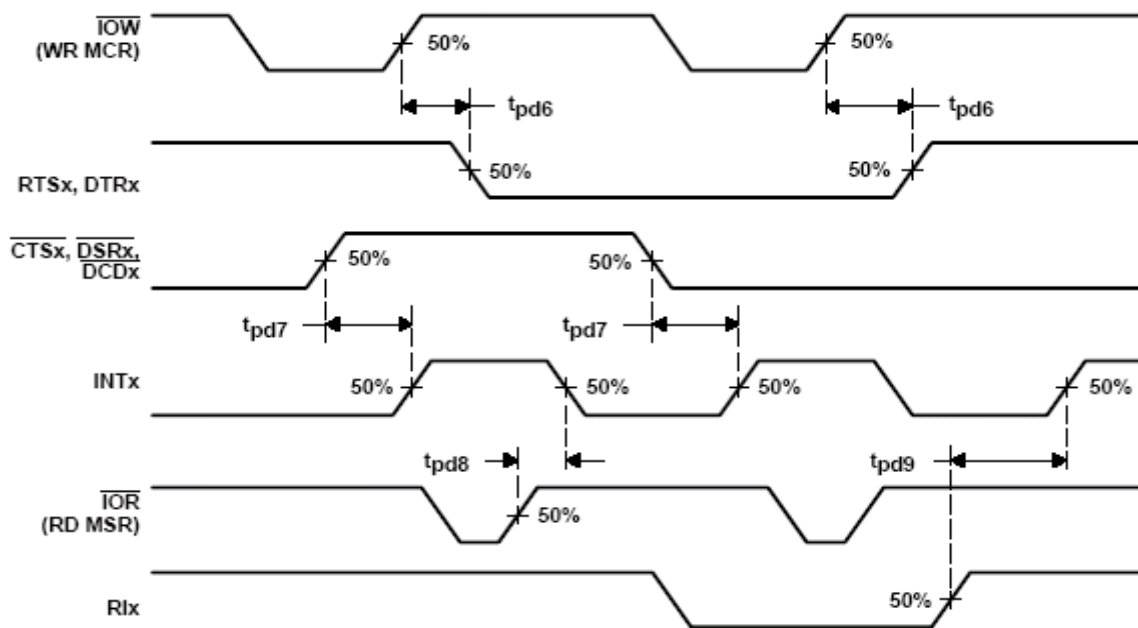 IOW
(WR MCR)
50%
50%
tpd6
tpd6
RTSx, DTRx
50%
50%
CTSx, DSRx,
DCDx
50%
50%
tpd7
tpd7
INTx
50%
50%
50%
50%
tpd8
tpd9
IOR
(RD MSR)
50%
RIx
50%